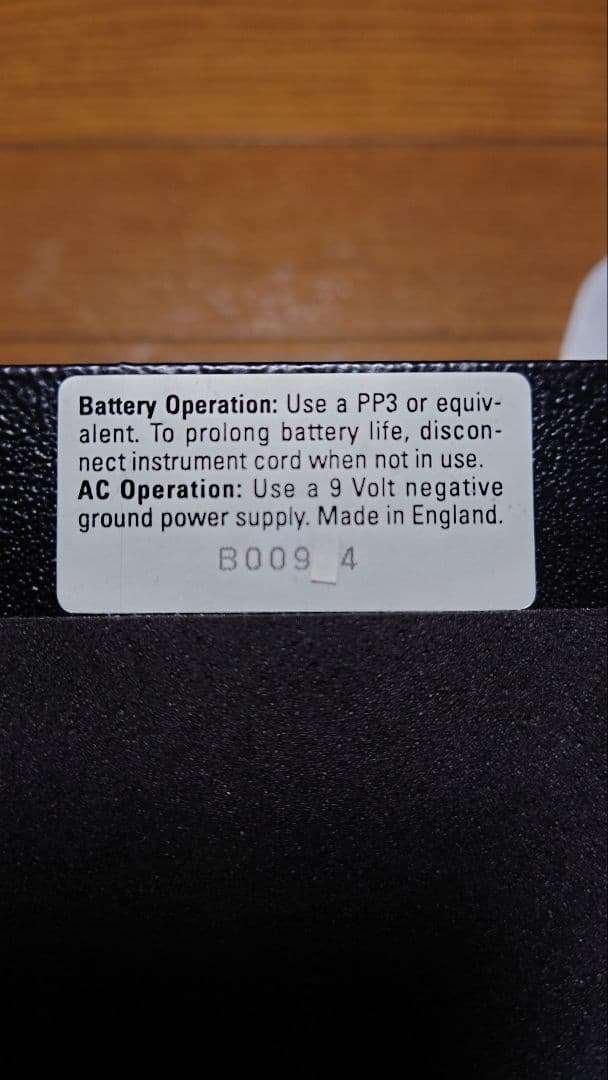 Battery Operation: Use a PP3 or equiv-
alent. To prolong battery life, discon-
nect instrument cord when not in use.
AC Operation: Use a 9 Volt negative
ground power supply. Made in England.
B009 4